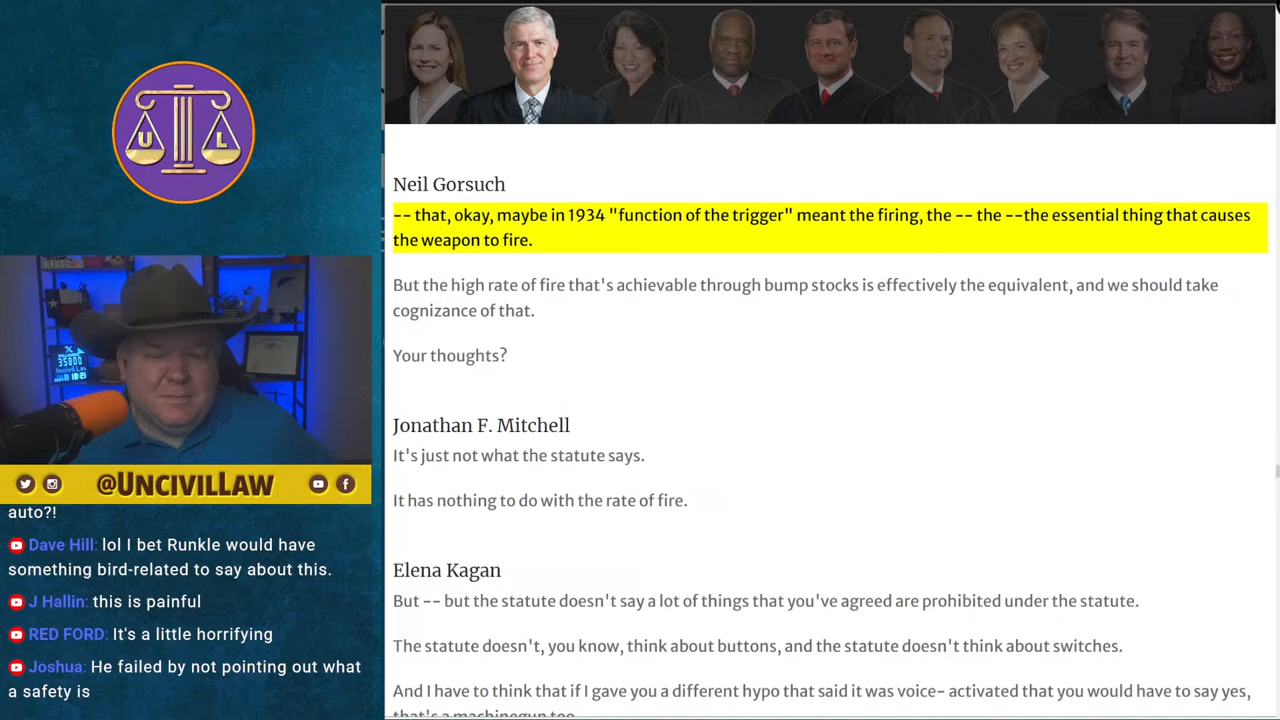 U L
35800
UncivilLaw
@UNCIVILLAW
auto?!
Dave Hill: lol I bet Runkle would have
something bird-related to say about this.
J Hallin: this is painful
RED FORD: It's a little horrifying
Joshua: He failed by not pointing out what
a safety is
Neil Gorsuch
-- that, okay, maybe in 1934 "function of the trigger" meant the firing, the -- the --the essential thing that causes
the weapon to fire.
But the high rate of fire that's achievable through bump stocks is effectively the equivalent, and we should take
cognizance of that.
Your thoughts?
Jonathan F. Mitchell
It's just not what the statute says.
It has nothing to do with the rate of fire.
Elena Kagan
But -- but the statute doesn't say a lot of things that you've agreed are prohibited under the statute.
The statute doesn't, you know, think about buttons, and the statute doesn't think about switches.
And I have to think that if I gave you a different hypo that said it was voice- activated that you would have to say yes,
that's a machinegun too